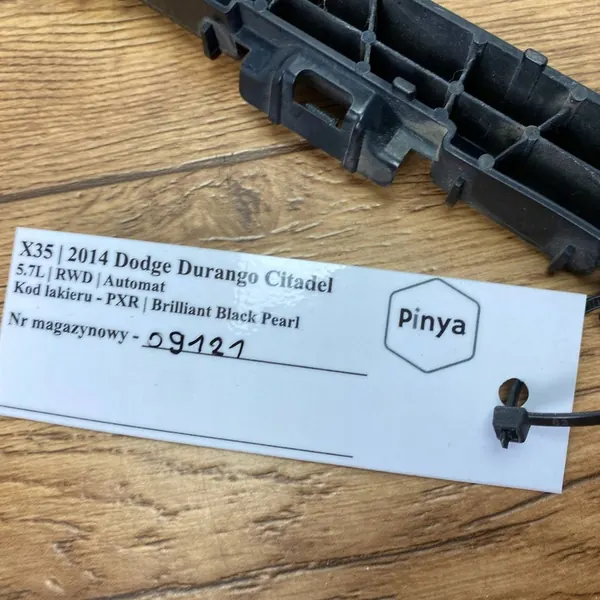 X35 | 2014 Dodge Durango Citadel
5.7L | RWD | Automat
Kod lakieru - PXR | Brilliant Black Pearl
Nr magazynowy - 09121
Pinya